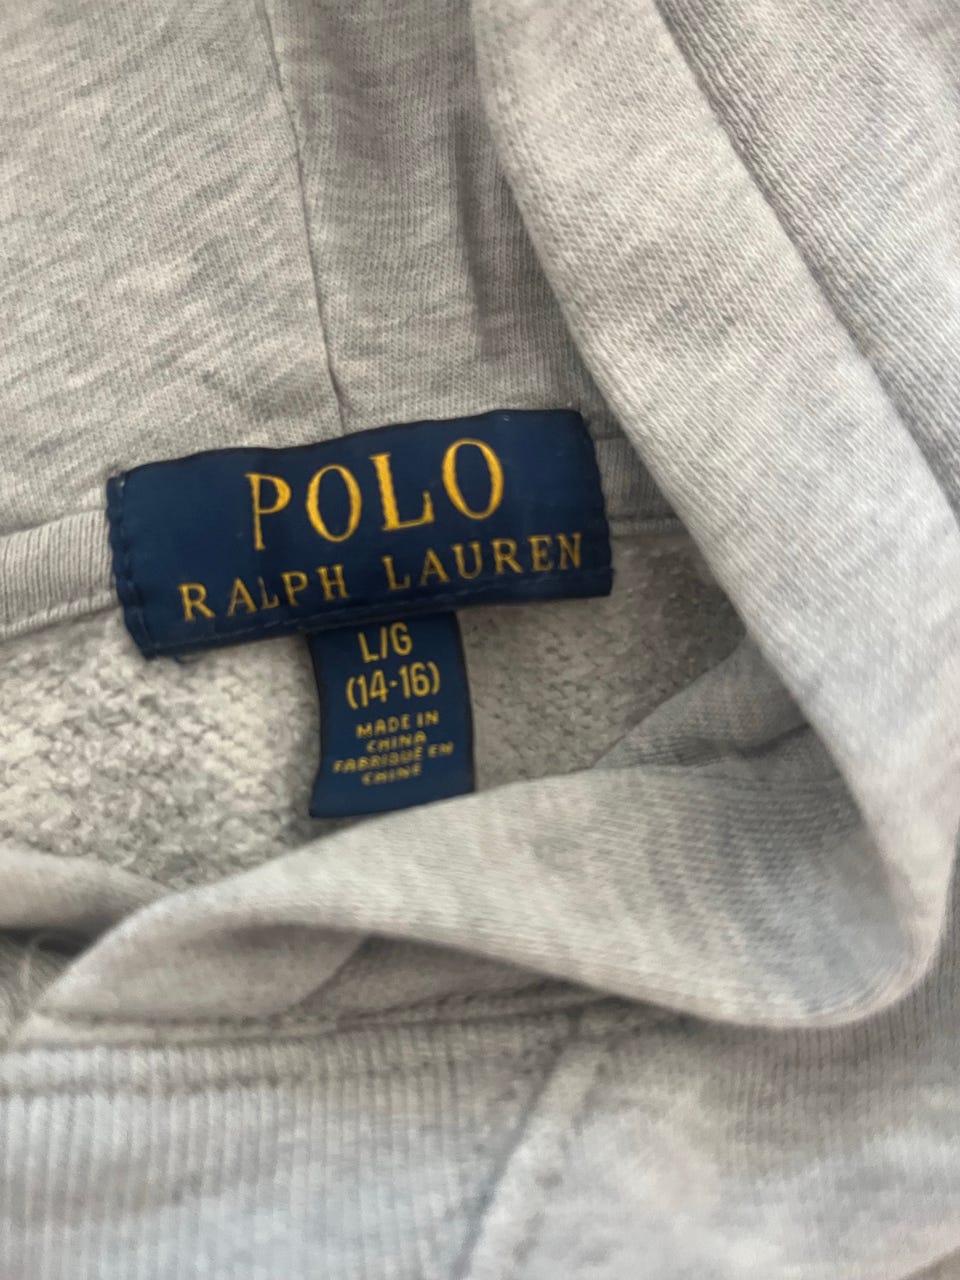 POLO
RALPH LAUREN
L/G
(14-16)
MADE IN
CHINA
FABRIQUÉ EN
CHINE